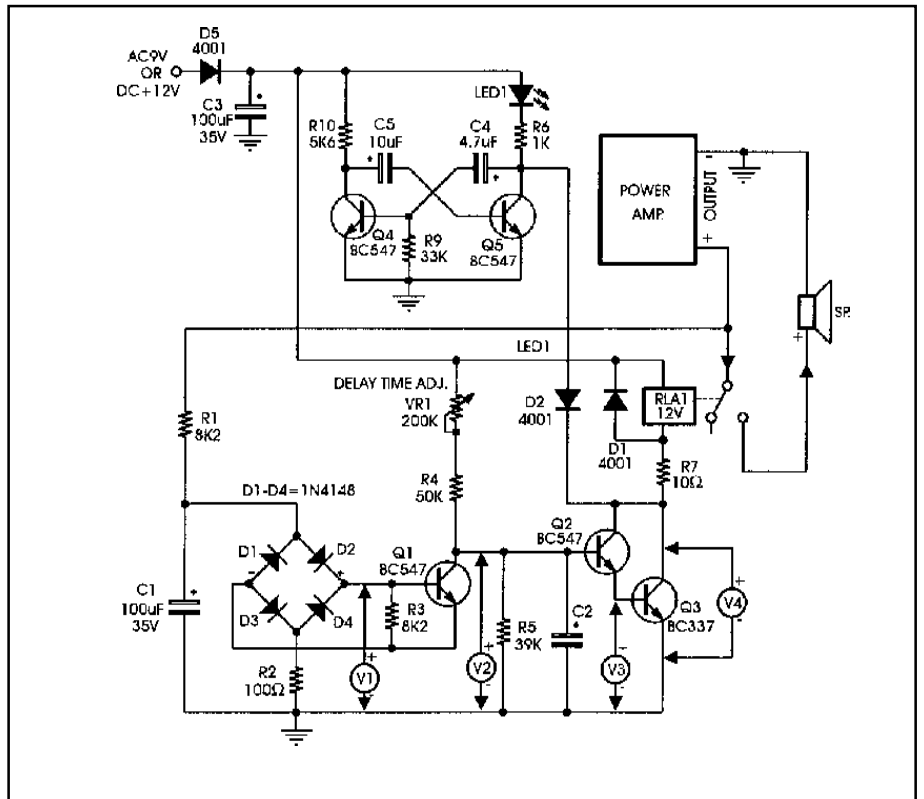 D5
4001
AC9V
OR
DC+12V
C3
100uF
35V
+
R10
5K6
C5
10uF
+
C4
4.7uF
+
LED1
R6
1K
Q4
BC547
R9
33K
Q5
BC547
POWER
AMP.
OUTPUT
-
+
SP.
+
LED1
DELAY TIME ADJ.
VR1
200K
D2
4001
D1
4001
RLA1
12V
R7
10Ω
R1
8K2
R4
50K
D1-D4=1N4148
D1
D2
D3
D4
-
+
C1
100uF
35V
+
Q1
BC547
R3
8K2
R2
100Ω
V1
+
-
V2
+
-
R5
39K
C2
+
Q2
BC547
Q3
BC337
V3
+
-
V4
+
-